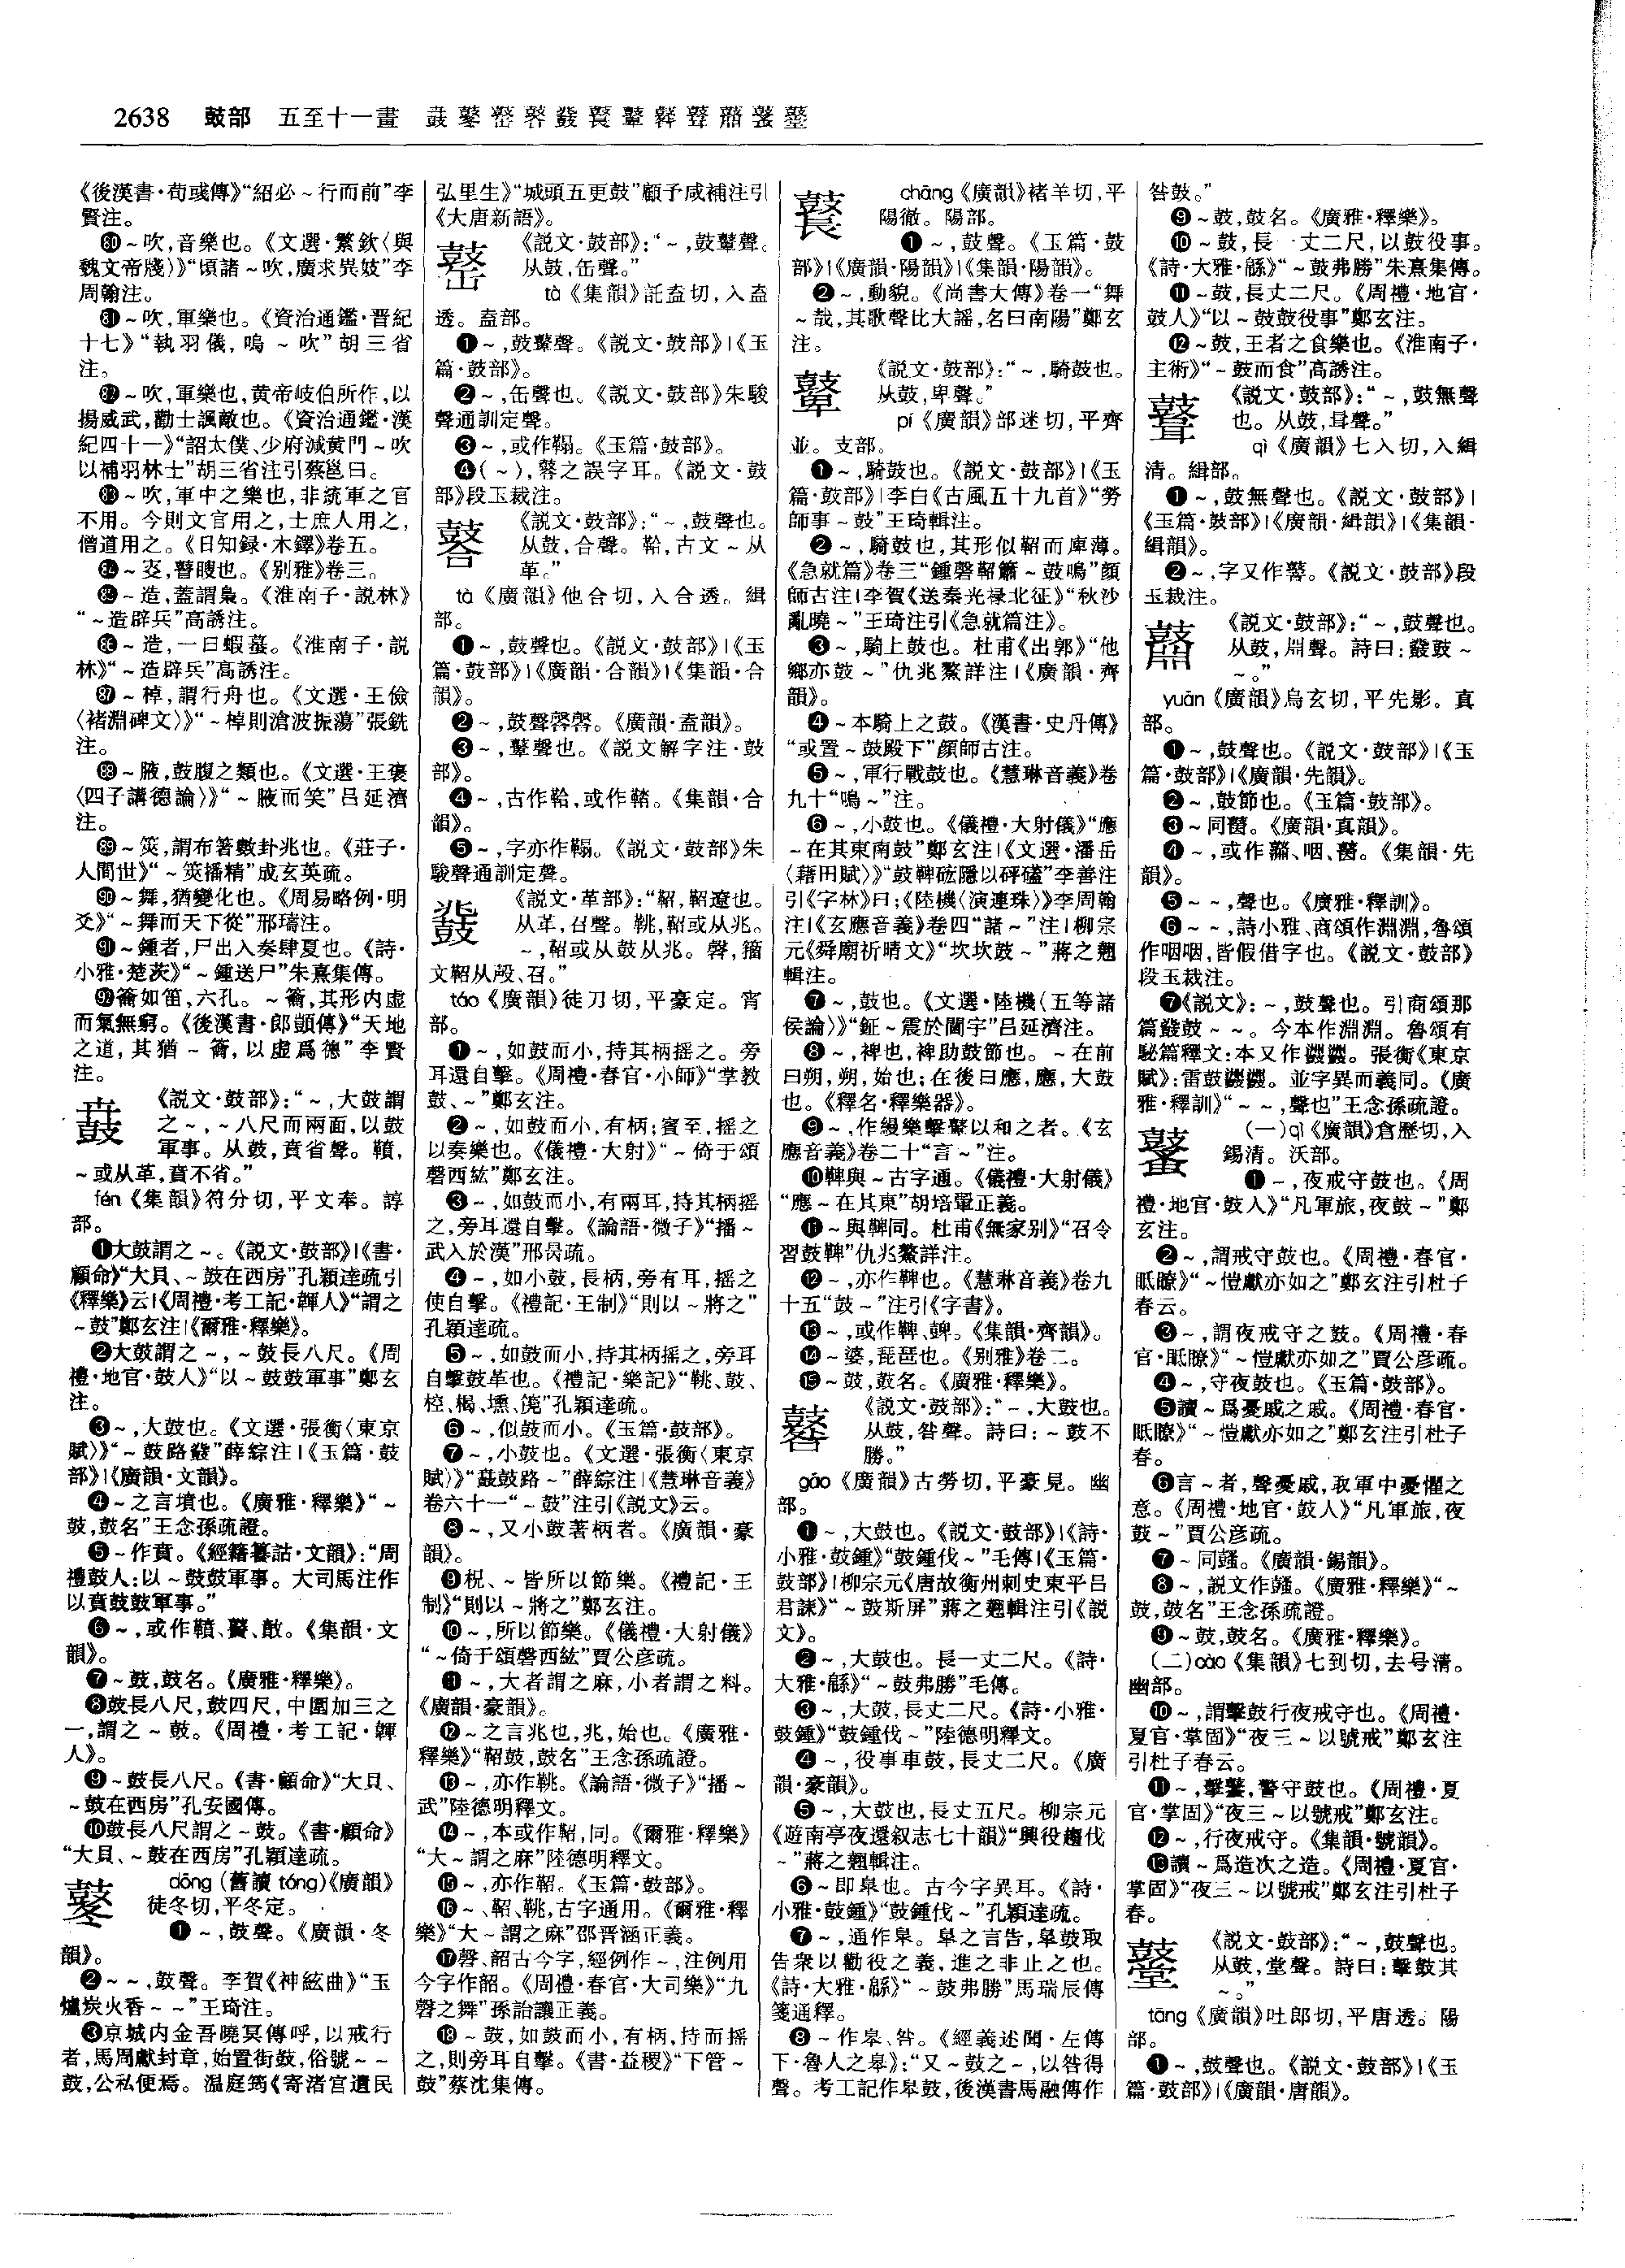 2638 鼓部 五至十一畫 鼖鼕鼞鼛鼗鼚鼙鼘鼜
《後漢書·荀彧傳》“紹必～行而前”李
賢注。
㊿～吹,音樂也。《文選·繁欽〈與
魏文帝牋〉》“頃諸～吹,廣求異妓”李
周翰注。
～吹,軍樂也。《資治通鑑·晋紀
十七》“執羽儀,鳴～吹”胡三省
注。
～吹,軍樂也,黄帝岐伯所作,以
揚威武,勸士諷敵也。《資治通鑑·漢
紀四十一》“詔太僕、少府減黄門～吹
以補羽林士”胡三省注引蔡邕曰。
～吹,軍中之樂也,非統軍之官
不用。今則文官用之,士庶人用之,
僧道用之。《日知録·木鐸》卷五。
～叜,瞽瞍也。《别雅》卷三。
～造,蓋謂梟。《淮南子·説林》
“～造辟兵”高誘注。
～造,一曰蝦蟇。《淮南子·説
林》“～造辟兵”高誘注。
～棹,謂行舟也。《文選·王儉
〈褚淵碑文〉》“～棹則滄波振蕩”張銑
注。
～腋,鼓腹之類也。《文選·王褒
〈四子講德論〉》“～腋而笑”吕延濟
注。
～筴,謂布蓍數卦兆也。《莊子·
人間世》“～筴播精”成玄英疏。
～舞,猶變化也。《周易略例·明
爻》“～舞而天下從”邢璹注。
～鍾者,尸出入奏肆夏也。《詩·
小雅·楚茨》“～鍾送尸”朱熹集傳。
籥如笛,六孔。～籥,其形内虚
而氣無窮。《後漢書·郎顗傳》“天地
之道,其猶～籥,以虚爲德”李賢
注。
鼖 《説文·鼓部》:“～,大鼓謂
之～,～八尺而兩面,以鼓
軍事。从鼓,賁省聲。鞼,
～或从革,賁不省。”
fén《集韻》符分切,平文奉。諄
部。
❶大鼓謂之～。《説文·鼓部》|《書·
顧命》“大貝、～鼓在西房”孔穎達疏引
《釋樂》云|《周禮·考工記·韗人》“謂之
～鼓”鄭玄注|《爾雅·釋樂》。
❷大鼓謂之～,～鼓長八尺。《周
禮·地官·鼓人》“以～鼓鼓軍事”鄭玄
注。
❸～,大鼓也。《文選·張衡〈東京
賦〉》“～鼓路鼗”薛綜注|《玉篇·鼓
部》|《廣韻·文韻》。
❹～之言墳也。《廣雅·釋樂》“～
鼓,鼓名”王念孫疏證。
❺～作賁。《經籍籑詁·文韻》:“周
禮鼓人:以～鼓鼓軍事。大司馬注作
以賁鼓鼓軍事。”
❻～,或作鞼、鼖、鼔。《集韻·文
韻》。
❼～鼓,鼓名。《廣雅·釋樂》。
❽鼓長八尺,鼓四尺,中圍加三之
一,謂之～鼓。《周禮·考工記·韗
人》。
❾～鼓長八尺。《書·顧命》“大貝、
～鼓在西房”孔安國傳。
❿鼓長八尺謂之～鼓。《書·顧命》
“大貝、～鼓在西房”孔穎達疏。
鼕 dōng(舊讀 tóng)《廣韻》
徒冬切,平冬定。
❶～,鼓聲。《廣韻·冬
韻》。
❷～～,鼓聲。李賀《神絃曲》“玉
爐炭火香～～”王琦注。
❸京城内金吾曉冥傳呼,以戒行
者,馬周獻封章,始置街鼓,俗號～～
鼓,公私便焉。温庭筠《寄渚宫遺民
弘里生》“城頭五更鼓”顧予咸補注引
《大唐新語》。
《説文·鼓部》:“～,鼓鼙聲。
从鼓,缶聲。”
tà《集韻》託盍切,入盍
透。盍部。
❶～,鼓鼙聲。《説文·鼓部》|《玉
篇·鼓部》。
❷～,缶聲也。《説文·鼓部》朱駿
聲通訓定聲。
❸～,或作鞈。《玉篇·鼓部》。
❹(～),鼛之誤字耳。《説文·鼓
部》段玉裁注。
《説文·鼓部》:“～,鼓聲也。
从鼓,合聲。鞈,古文～从
革。”
tà《廣韻》他合切,入合透。緝
部。
❶～,鼓聲也。《説文·鼓部》|《玉
篇·鼓部》|《廣韻·合韻》|《集韻·合
韻》。
❷～,鼓聲。《廣韻·盍韻》。
❸～,鼙聲也。《説文解字注·鼓
部》。
❹～,古作鞈,或作鞳。《集韻·合
韻》。
❺～,字亦作。《説文·鼓部》朱
駿聲通訓定聲。
鼗 《説文·革部》:“鞀,鞀遼也。
从革,召聲。鞉,鞀或从兆。
～,鞀或从鼓从兆。磬,籀
文鞀从殸、召。”
táo《廣韻》徒刀切,平豪定。宵
部。
❶～,如鼓而小,持其柄摇之。旁
耳還自擊。《周禮·春官·小師》“掌教
鼓、～”鄭玄注。
❷～,如鼓而小,有柄;賓至,摇之
以奏樂也。《儀禮·大射》“～倚于頌
磬西紘”鄭玄注。
❸～,如鼓而小,有兩耳,持其柄摇
之,旁耳還自擊。《論語·微子》“播～
武入於漢”邢昺疏。
❹～,如小鼓,長柄,旁有耳,摇之
使自擊。《禮記·王制》“則以～將之”
孔穎達疏。
❺～,如鼓而小,持其柄摇之,旁耳
自擊鼓革也。《禮記·樂記》“鞉、鼓、
椌、楬、壎、篪”孔穎達疏。
❻～,似鼓而小。《玉篇·鼓部》。
❼～,小鼓也。《文選·張衡〈東京
賦〉》“鼖鼓路～”薛綜注|《慧琳音義》
卷六十一“～鼓”注引《説文》云。
❽～,又小鼓著柄者。《廣韻·豪
韻》。
❾柷、～皆所以節樂。《禮記·王
制》“則以～將之”鄭玄注。
❿～,所以節樂。《儀禮·大射儀》
“～倚于頌磬西紘”賈公彦疏。
⓫～,大者謂之麻,小者謂之料。
《廣韻·豪韻》。
⓬～之言兆也,兆,始也。《廣雅·
釋樂》“鞀鼓,鼓名”王念孫疏證。
⓭～,亦作鞉。《論語·微子》“播～
武”陸德明釋文。
⓮～,本或作鞀,同。《爾雅·釋樂》
“大～謂之麻”陸德明釋文。
⓯～,亦作鞀。《玉篇·鼓部》。
⓰～、鞀、鞉,古字通用。《爾雅·釋
樂》“大～謂之麻”邵晋涵正義。
⓱磬、韶古今字,經例作～,注例用
今字作韶。《周禮·春官·大司樂》“九
磬之舞”孫詒讓正義。
⓲～鼓,如鼓而小,有柄,持而摇
之,則旁耳自擊。《書·益稷》“下管～
鼓”蔡沈集傳。
鼚 chāng《廣韻》褚羊切,平
陽徹。陽部。
❶～,鼓聲。《玉篇·鼓
部》|《廣韻·陽韻》|《集韻·陽韻》。
❷～,動貌。《尚書大傳》卷一“舞
～哉,其歌聲比大謡,名曰南陽”鄭玄
注。
鼙 《説文·鼓部》:“～,騎鼓也。
从鼓,卑聲。”
pí《廣韻》部迷切,平齊
並。支部。
❶～,騎鼓也。《説文·鼓部》|《玉
篇·鼓部》|李白《古風五十九首》“勞
師事～鼓”王琦輯注。
❷～,騎鼓也,其形似鞀而庳薄。
《急就篇》卷三“鍾磬鞀簫～鼓鳴”顔
師古注|李賀《送秦光禄北征》“秋沙
亂曉～”王琦注引《急就篇注》。
❸～,騎上鼓也。杜甫《出郭》“他
鄉亦鼓～”仇兆鰲詳注|《廣韻·齊
韻》。
❹～本騎上之鼓。《漢書·史丹傳》
“或置～鼓殿下”顔師古注。
❺～,軍行戰鼓也。《慧琳音義》卷
九十“鳴～”注。
❻～,小鼓也。《儀禮·大射儀》“應
～在其東南鼓”鄭玄注|《文選·潘岳
〈藉田賦〉》“鼓鞞硡隱以砰磕”李善注
引《字林》曰;《陸機〈演連珠〉》李周翰
注|《玄應音義》卷四“諸～”注|柳宗
元《舜廟祈晴文》“坎坎鼓～”蔣之翹
輯注。
❼～,鼓也。《文選·陸機〈五等諸
侯論〉》“鉦～震於閫宇”吕延濟注。
❽～,裨也,裨助鼓節也。～在前
曰朔,朔,始也;在後曰應,應,大鼓
也。《釋名·釋樂器》。
❾～,作縵樂擊鼙以和之者。《玄
應音義》卷二十“言～”注。
❿鞞與～古字通。《儀禮·大射儀》
“應～在其東”胡培翬正義。
⓫～與鞞同。杜甫《無家别》“召令
習鼓鞞”仇兆鰲詳注。
⓬～,亦作鞞也。《慧琳音義》卷九
十五“鼓～”注引《字書》。
⓭～,或作鞞、鼙。《集韻·齊韻》。
⓮～婆,琵琶也。《别雅》卷二。
⓯～鼓,鼓名。《廣雅·釋樂》。
鼛 《説文·鼓部》:“～,大鼓也。
从鼓,咎聲。詩曰:～鼓不
勝。”
gāo《廣韻》古勞切,平豪見。幽
部。
❶～,大鼓也。《説文·鼓部》|《詩·
小雅·鼓鍾》“鼓鍾伐～”毛傳|《玉篇·
鼓部》|柳宗元《唐故衡州刺史東平吕
君誄》“～鼓斯屏”蔣之翹輯注引《説
文》。
❷～,大鼓也。長一丈二尺。《詩·
大雅·緜》“～鼓弗勝”毛傳。
❸～,大鼓,長丈二尺。《詩·小雅·
鼓鍾》“鼓鍾伐～”陸德明釋文。
❹～,役事車鼓,長丈二尺。《廣
韻·豪韻》。
❺～,大鼓也,長丈五尺。柳宗元
《遊南亭夜還叙志七十韻》“興役趨伐
～”蔣之翹輯注。
❻～即皋也。古今字異耳。《詩·
小雅·鼓鍾》“鼓鍾伐～”孔穎達疏。
❼～,通作皋。皋之言告,皋鼓取
告衆以勸役之義,進之非止之也。
《詩·大雅·緜》“～鼓弗勝”馬瑞辰傳
箋通釋。
❽～作皋、咎。《經義述聞·左傳
下·魯人之皋》:“又～鼓之～,以咎得
聲。考工記作皋鼓,後漢書馬融傳作
咎鼓。”
❾～鼓,鼓名。《廣雅·釋樂》。
❿～鼓,長一丈二尺,以鼓役事。
《詩·大雅·緜》“～鼓弗勝”朱熹集傳。
⓫～鼓,長丈二尺。《周禮·地官·
鼓人》“以～鼓鼓役事”鄭玄注。
⓬～鼓,王者之食樂也。《淮南子·
主術》“～鼓而食”高誘注。
《説文·鼓部》:“～,鼓無聲
也。从鼓,咠聲。”
qì《廣韻》七入切,入緝
清。緝部。
❶～,鼓無聲也。《説文·鼓部》|
《玉篇·鼓部》|《廣韻·緝韻》|《集韻·
緝韻》。
❷～,字又作。《説文·鼓部》段
玉裁注。
鼘 《説文·鼓部》:“～,鼓聲也。
从鼓,聲。詩曰:鼗鼓～
～。”
yuān《廣韻》烏玄切,平先影。真
部。
❶～,鼓聲也。《説文·鼓部》|《玉
篇·鼓部》|《廣韻·先韻》。
❷～,鼓節也。《玉篇·鼓部》。
❸～同鼝。《廣韻·真韻》。
❹～,或作、咽、。《集韻·先
韻》。
❺～～,聲也。《廣雅·釋訓》。
❻～～,詩小雅、商頌作淵淵,魯頌
作咽咽,皆假借字也。《説文·鼓部》
段玉裁注。
❼《説文》:～,鼓聲也。引商頌那
篇鼗鼓～～。今本作淵淵。魯頌有
駜篇釋文:本又作鼝鼝。張衡《東京
賦》:雷鼓鼝鼝。並字異而義同。《廣
雅·釋訓》“～～,聲也”王念孫疏證。
鼜 (一)qì《廣韻》倉歷切,入
錫清。沃部。
❶～,夜戒守鼓也。《周
禮·地官·鼓人》“凡軍旅,夜鼓～”鄭
玄注。
❷～,謂戒守鼓也。《周禮·春官·
眡瞭》“～愷獻亦如之”鄭玄注引杜子
春云。
❸～,謂夜戒守之鼓。《周禮·春
官·眡瞭》“～愷獻亦如之”賈公彦疏。
❹～,守夜鼓也。《玉篇·鼓部》。
❺讀～爲憂戚之戚。《周禮·春官·
眡瞭》“～愷獻亦如之”鄭玄注引杜子
春。
❻言～者,聲憂戚,取軍中憂懼之
意。《周禮·地官·鼓人》“凡軍旅,夜
鼓～”賈公彦疏。
❼～同。《廣韻·錫韻》。
❽～,説文作。《廣雅·釋樂》“～
鼓,鼓名”王念孫疏證。
❾～鼓,鼓名。《廣雅·釋樂》。
(二)cào《集韻》七到切,去号清。
幽部。
❿～,謂擊鼓行夜戒守也。《周禮·
夏官·掌固》“夜三～以號戒”鄭玄注
引杜子春云。
⓫～,擊鼜,警守鼓也。《周禮·夏
官·掌固》“夜三～以號戒”鄭玄注。
⓬～,行夜戒守。《集韻·號韻》。
⓭讀～爲造次之造。《周禮·夏官·
掌固》“夜三～以號戒”鄭玄注引杜子
春。
鼞 《説文·鼓部》:“～,鼓聲也。
从鼓,堂聲。詩曰:擊鼓其
～。”
tāng《廣韻》吐郎切,平唐透。陽
部。
❶～,鼓聲也。《説文·鼓部》|《玉
篇·鼓部》|《廣韻·唐韻》。